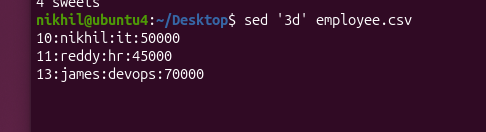 4 sweets
nikhil@ubuntu4:~/Desktop$ sed '3d' employee.csv
10:nikhil:it:50000
11:reddy:hr:45000
13:james:devops:70000